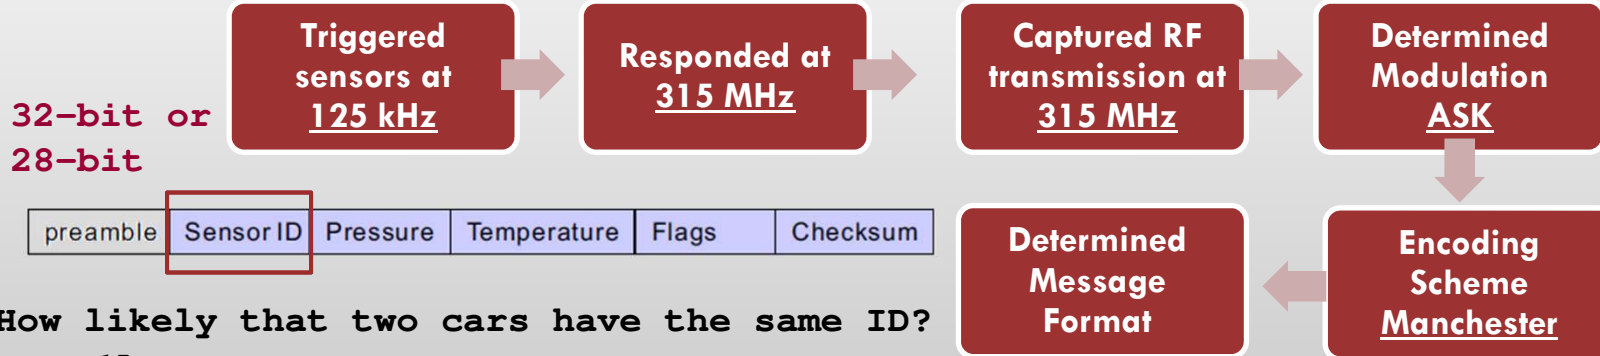 Triggered
sensors at
125 kHz
Responded at
315 MHz
Captured RF
transmission at
315 MHz
Determined
Modulation
ASK
32-bit or
28-bit
preamble Sensor ID Pressure Temperature Flags Checksum
Encoding
Scheme
Manchester
Determined
Message
Format
How likely that two cars have the same ID?